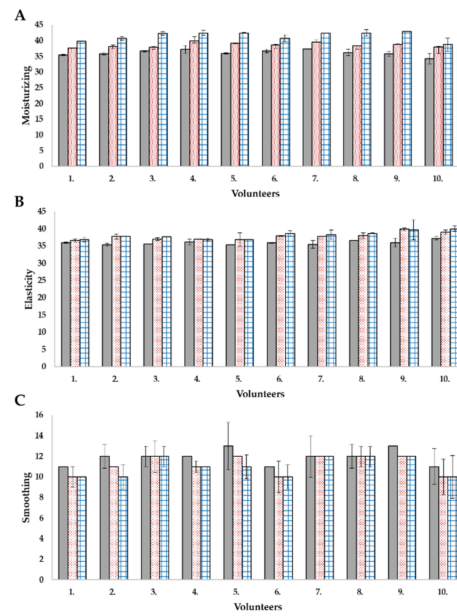 A
45
40
35
30
25
20
15
10
5
0
Moisturizing
1. 2. 3. 4. 5. 6. 7. 8. 9. 10.
Volunteers
B
45
40
35
30
25
20
15
10
5
0
Elasticity
1. 2. 3. 4. 5. 6. 7. 8. 9. 10.
Volunteers
C
16
14
12
10
8
6
4
2
0
Smoothing
1. 2. 3. 4. 5. 6. 7. 8. 9. 10.
Volunteers